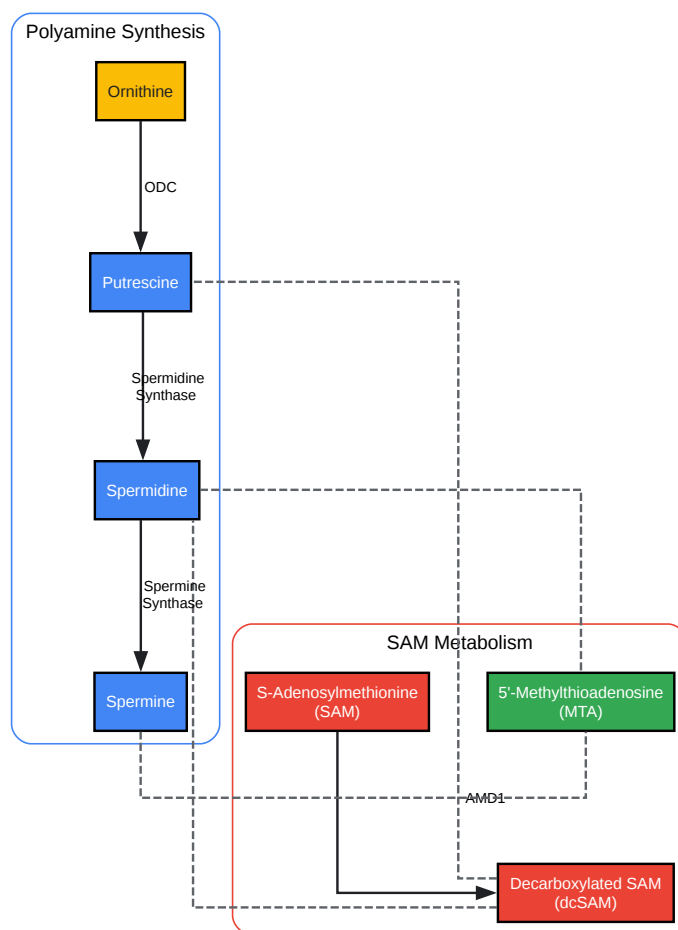 Polyamine Synthesis
Ornithine
ODC
Putrescine
Spermidine
Synthase
Spermidine
Spermine
Synthase
Spermine
SAM Metabolism
S-Adenosylmethionine
(SAM)
5'-Methylthioadenosine
(MTA)
AMD1
Decarboxylated SAM
(dcSAM)